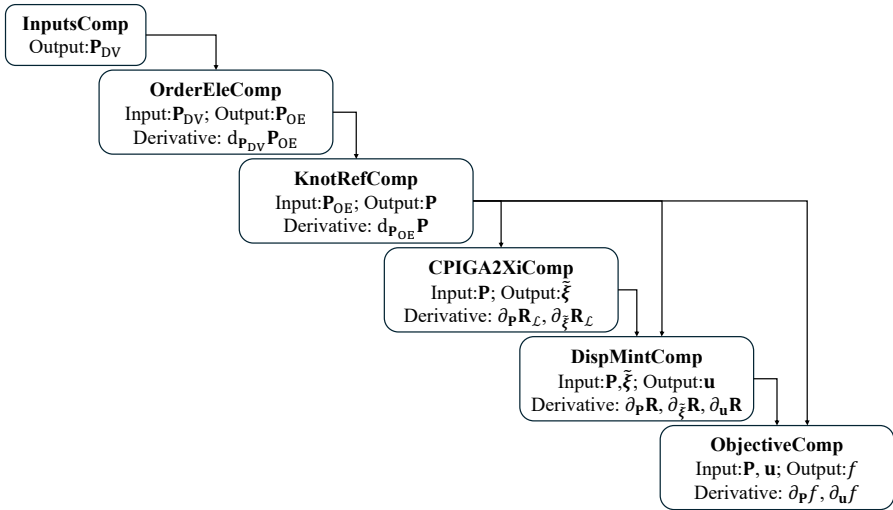 InputsComp
Output:𝐏_DV
OrderEleComp
Input:𝐏_DV; Output:𝐏_OE
Derivative: d_𝐏_DV 𝐏_OE
KnotRefComp
Input:𝐏_OE; Output:𝐏
Derivative: d_𝐏_OE 𝐏
CPIGA2XiComp
Input:𝐏; Output:𝛏̃
Derivative: ∂_𝐏 𝐑_ℒ, ∂_𝛏̃ 𝐑_ℒ
DispMintComp
Input:𝐏,𝛏̃; Output:𝐮
Derivative: ∂_𝐏 𝐑, ∂_𝛏̃ 𝐑, ∂_𝐮 𝐑
ObjectiveComp
Input:𝐏, 𝐮; Output:𝑓
Derivative: ∂_𝐏 𝑓, ∂_𝐮 𝑓